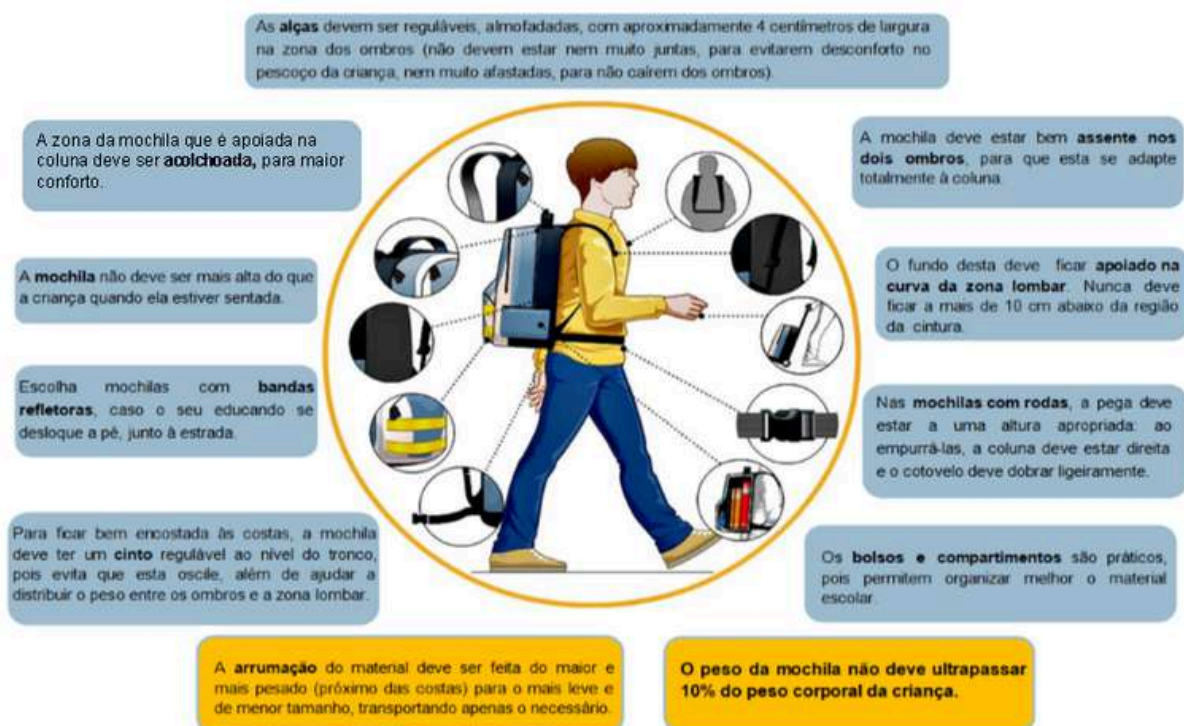 As alças devem ser reguláveis, almofadadas, com aproximadamente 4 centímetros de largura
na zona dos ombros (não devem estar nem muito juntas, para evitarem desconforto no
pescoço da criança, nem muito afastadas, para não caírem dos ombros).
A zona da mochila que é apoiada na
coluna deve ser acolchoada, para maior
conforto.
A mochila deve estar bem assente nos
dois ombros, para que esta se adapte
totalmente à coluna.
A mochila não deve ser mais alta do que
a criança quando ela estiver sentada.
O fundo desta deve ficar apoiado na
curva da zona lombar. Nunca deve
ficar a mais de 10 cm abaixo da região
da cintura.
Escolha mochilas com bandas
refletoras, caso o seu educando se
desloque a pé, junto à estrada.
Nas mochilas com rodas, a pega deve
estar a uma altura apropriada: ao
empurrá-las, a coluna deve estar direita
e o cotovelo deve dobrar ligeiramente.
Para ficar bem encostada às costas, a mochila
deve ter um cinto regulável ao nível do tronco,
pois evita que esta oscile, além de ajudar a
distribuir o peso entre os ombros e a zona lombar.
Os bolsos e compartimentos são práticos,
pois permitem organizar melhor o material
escolar.
A arrumação do material deve ser feita do maior e
mais pesado (próximo das costas) para o mais leve e
de menor tamanho, transportando apenas o necessário.
O peso da mochila não deve ultrapassar
10% do peso corporal da criança.